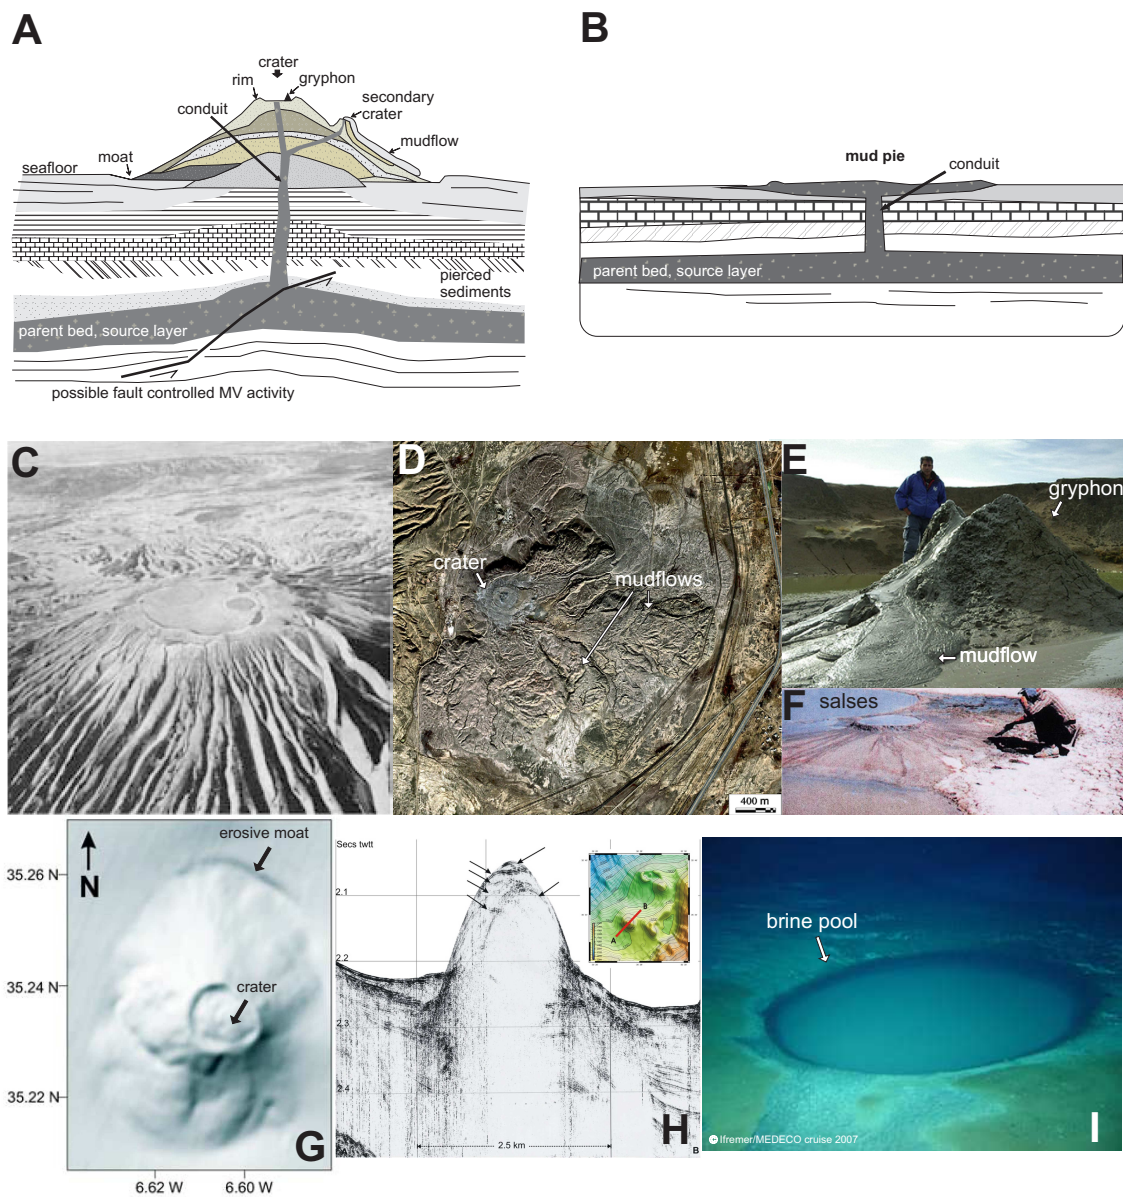 A
crater
rim
gryphon
conduit
secondary
crater
mudflow
moat
seafloor
pierced
sediments
parent bed, source layer
possible fault controlled MV activity
B
mud pie
conduit
parent bed, source layer
C
D
crater
mudflows
400 m
E
gryphon
mudflow
F
salses
35.26 N
35.24 N
35.22 N
N
erosive moat
crater
G
6.62 W
6.60 W
Secs twtt
2.1
2.2
2.3
2.4
A
B
A
2.5 km
H
B
brine pool
Ifremer/MEDECO cruise 2007
I